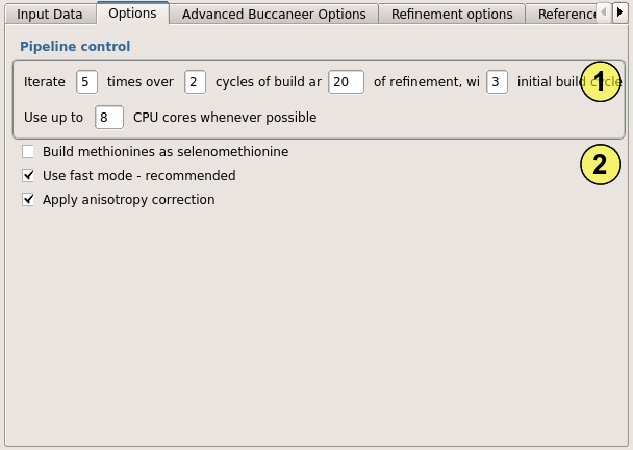 Input Data Options Advanced Buccaneer Options Refinement options Reference
Pipeline control
Iterate 5 times over 2 cycles of build ar 20 of refinement, wi 3 initial build cycle
1
Use up to 8 CPU cores whenever possible
Build methionines as selenomethionine
2
Use fast mode - recommended
Apply anisotropy correction